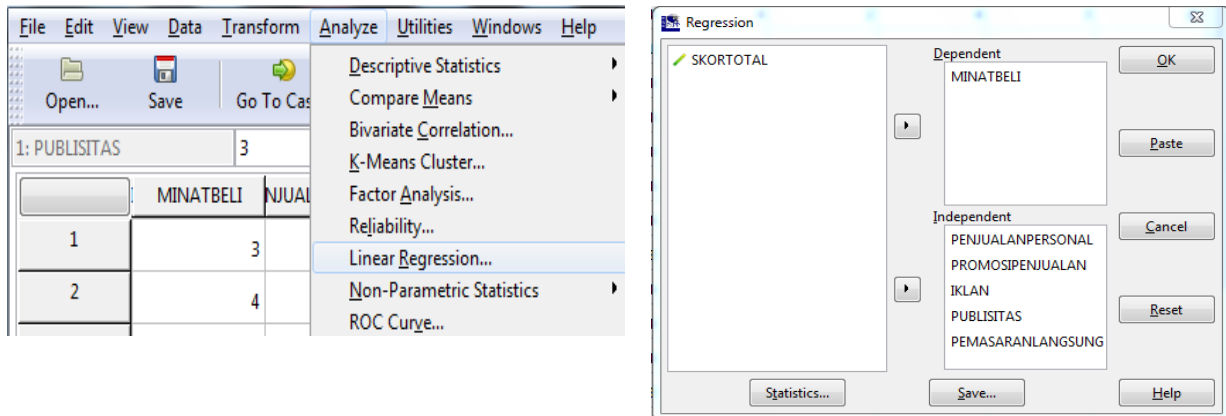 File Edit View Data Transform Analyze Utilities Windows Help
Open... Save Go To Cas
1: PUBLISITAS 3
MINATBELI NJUAL
1 3
2 4
Descriptive Statistics
Compare Means
Bivariate Correlation...
K-Means Cluster...
Factor Analysis...
Reliability...
Linear Regression...
Non-Parametric Statistics
ROC Curve...
Regression
SKORTOTAL
Dependent
MINATBELI
Independent
PENJUALANPERSONAL
PROMOSIPENJUALAN
IKLAN
PUBLISITAS
PEMASARANLANGSUNG
OK
Paste
Cancel
Reset
Statistics... Save... Help